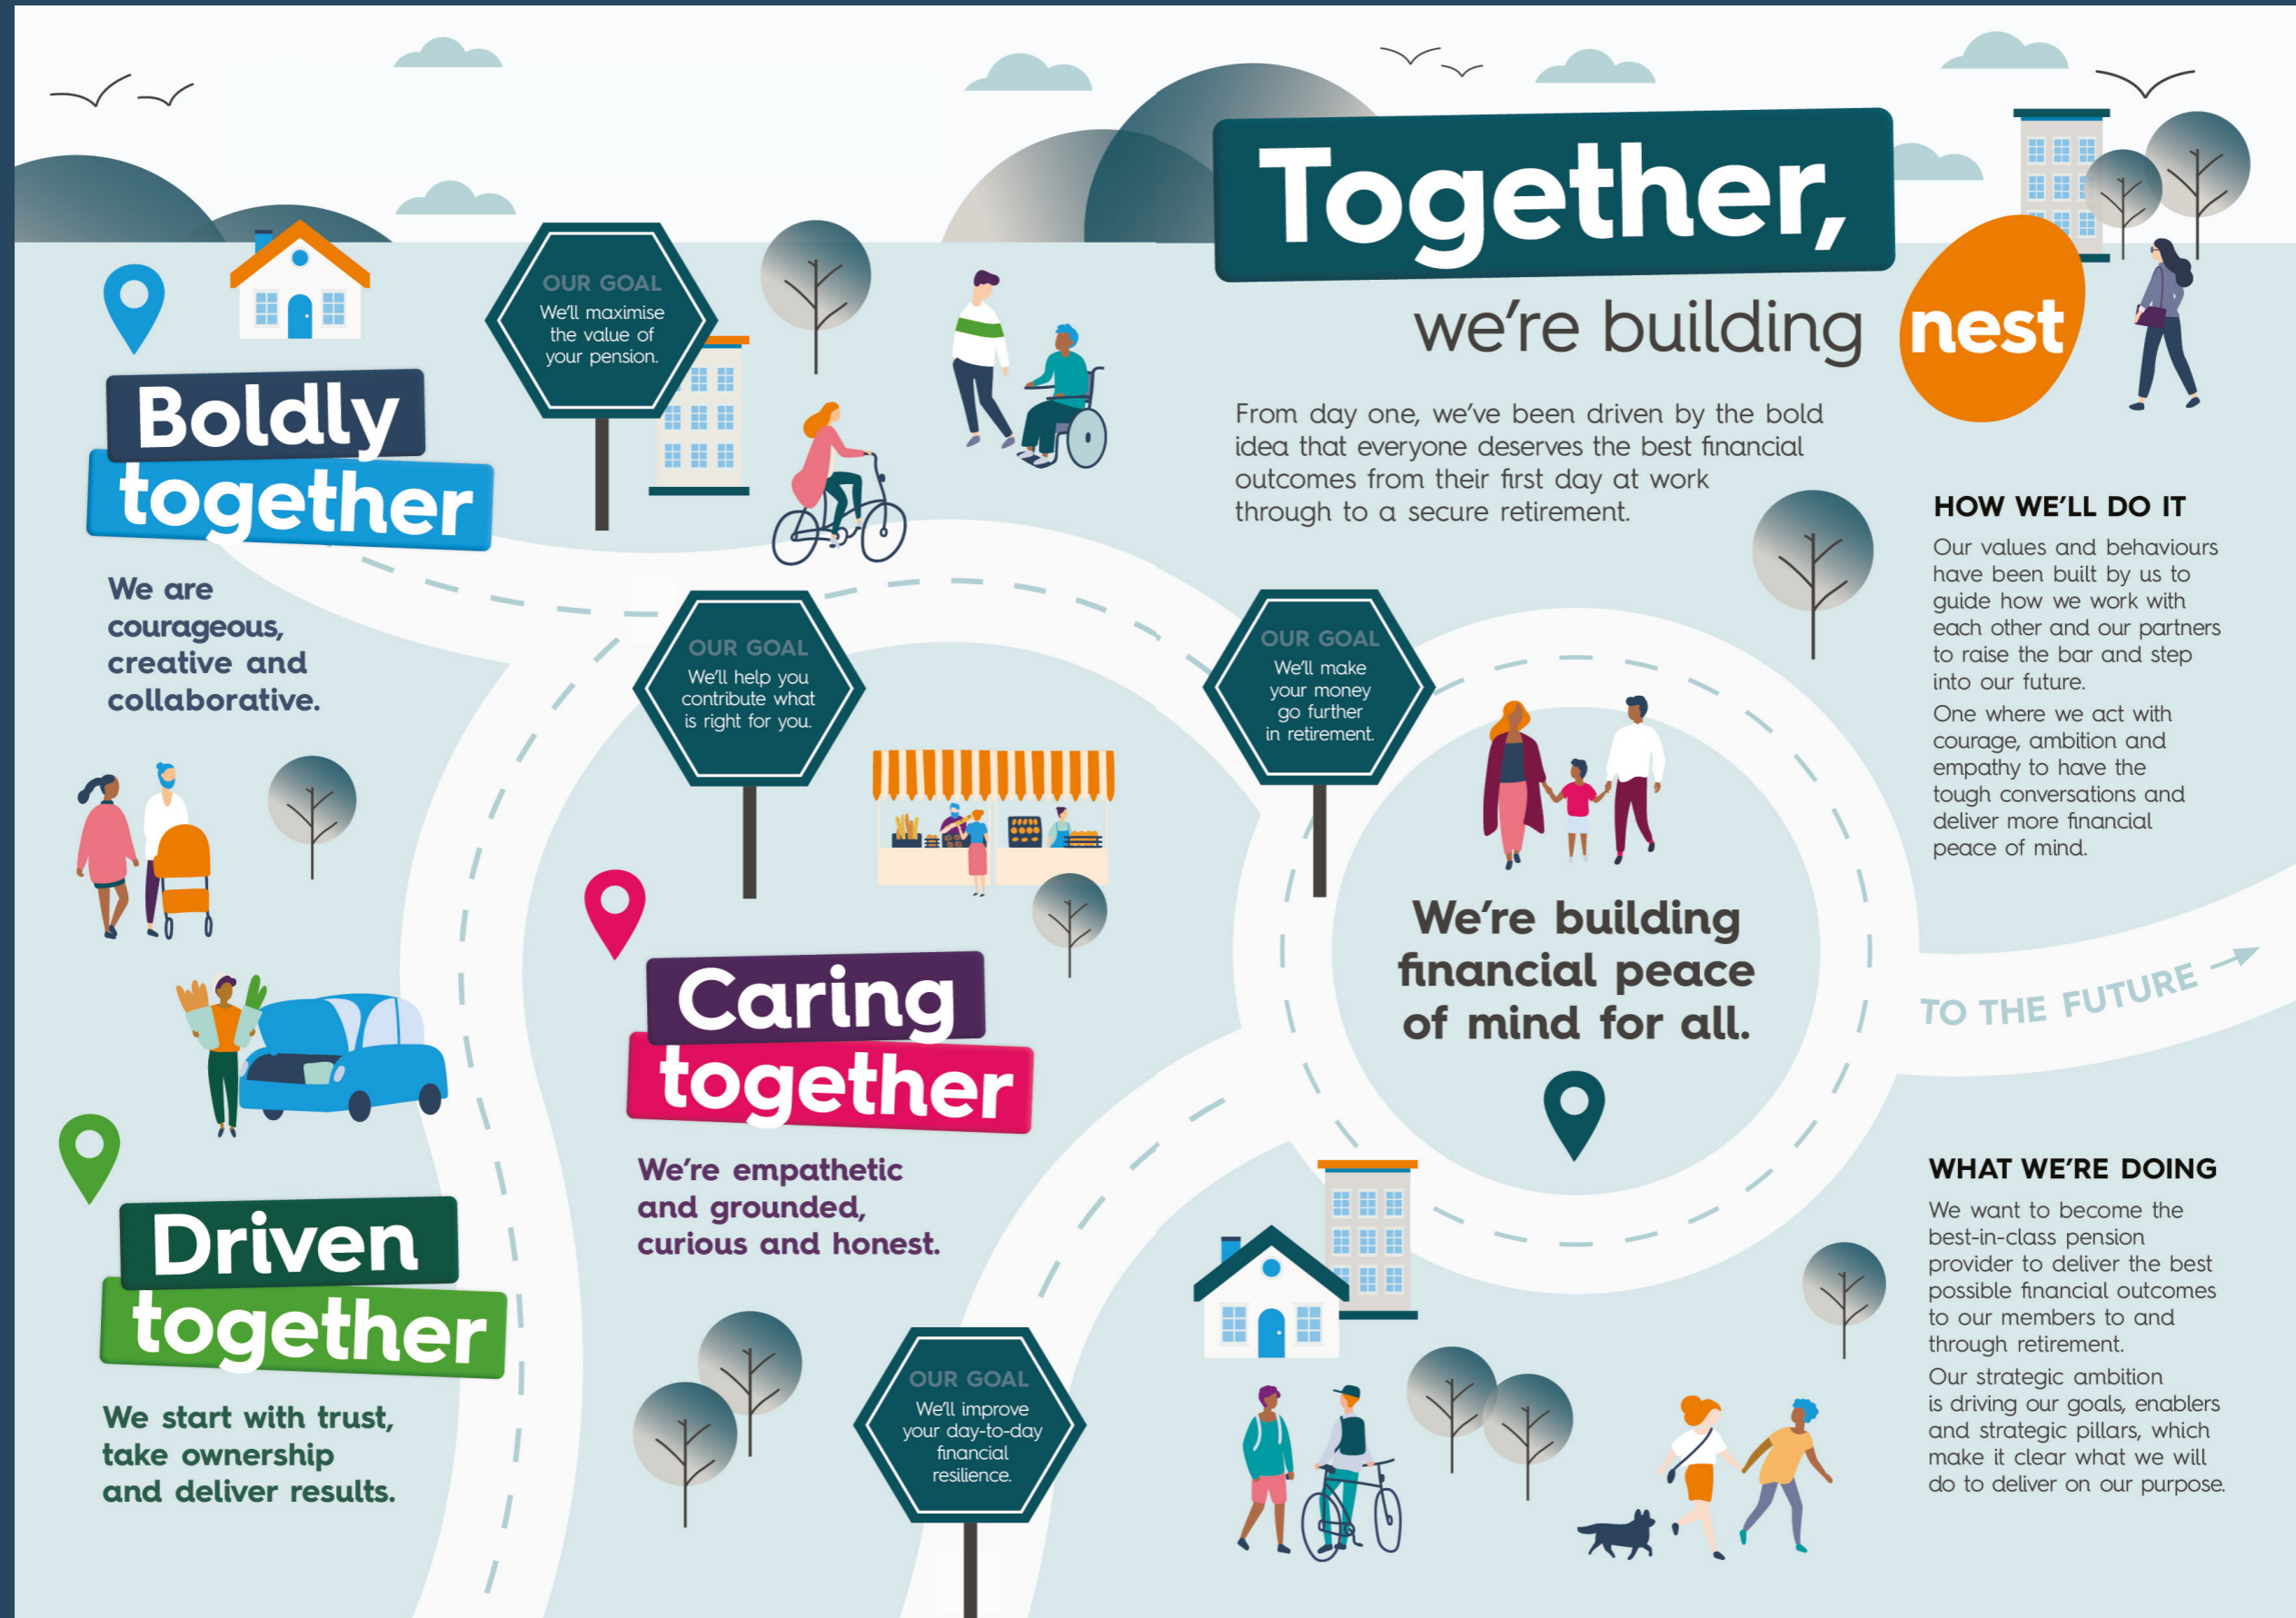 Together,
we're building
nest
From day one, we've been driven by the bold
idea that everyone deserves the best financial
outcomes from their first day at work
through to a secure retirement.
Boldly
together
We are
courageous,
creative and
collaborative.
OUR GOAL
We'll maximise
the value of
your pension.
OUR GOAL
We'll help you
contribute what
is right for you.
OUR GOAL
We'll make
your money
go further
in retirement.
Caring
together
We're empathetic
and grounded,
curious and honest.
Driven
together
We start with trust,
take ownership
and deliver results.
OUR GOAL
We'll improve
your day-to-day
financial
resilience.
We're building
financial peace
of mind for all.
HOW WE'LL DO IT
Our values and behaviours
have been built by us to
guide how we work with
each other and our partners
to raise the bar and step
into our future.
One where we act with
courage, ambition and
empathy to have the
tough conversations and
deliver more financial
peace of mind.
TO THE FUTURE
WHAT WE'RE DOING
We want to become the
best-in-class pension
provider to deliver the best
possible financial outcomes
to our members to and
through retirement.
Our strategic ambition
is driving our goals, enablers
and strategic pillars, which
make it clear what we will
do to deliver on our purpose.